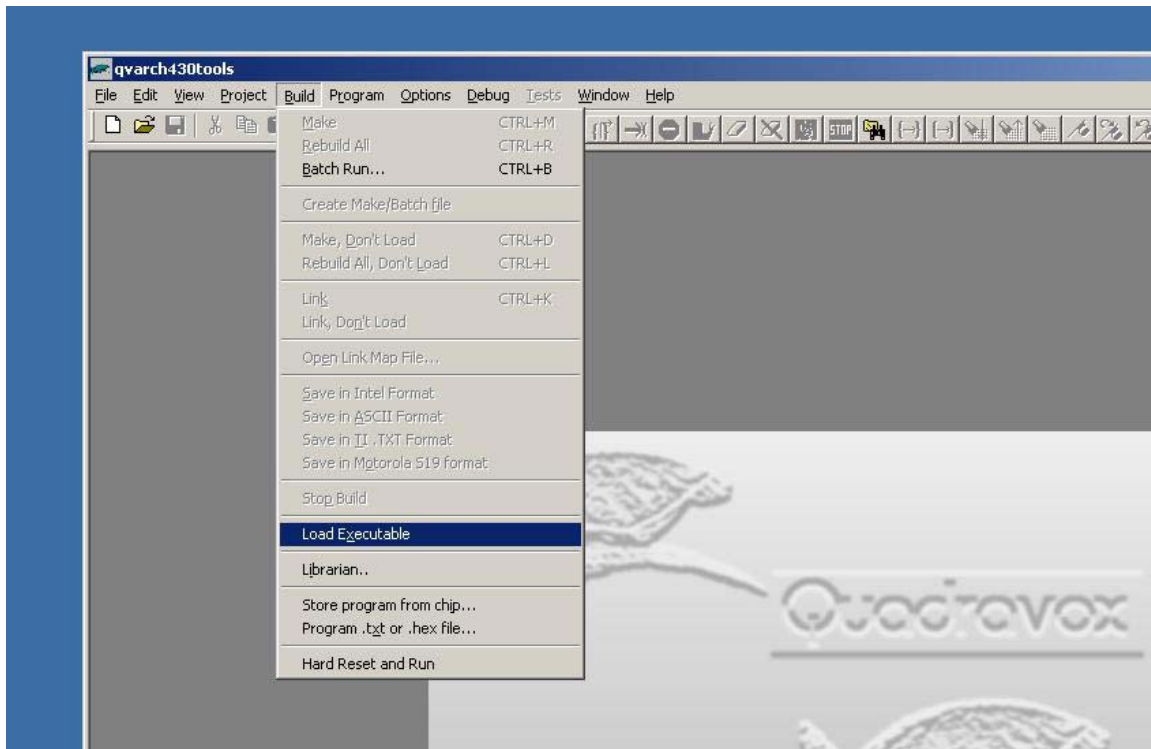 qvarch430tools
File Edit View Project Build Program Options Debug Tests Window Help
Make CTRL+M
Rebuild All CTRL+R
Batch Run... CTRL+B
Create Make/Batch file
Make, Don't Load CTRL+D
Rebuild All, Don't Load CTRL+L
Link CTRL+K
Link, Don't Load
Open Link Map File...
Save in Intel Format
Save in ASCII Format
Save in TI .TXT Format
Save in Motorola S19 format
Stop Build
Load Executable
Librarian..
Store program from chip...
Program .txt or .hex file...
Hard Reset and Run
STOP
Quadravox